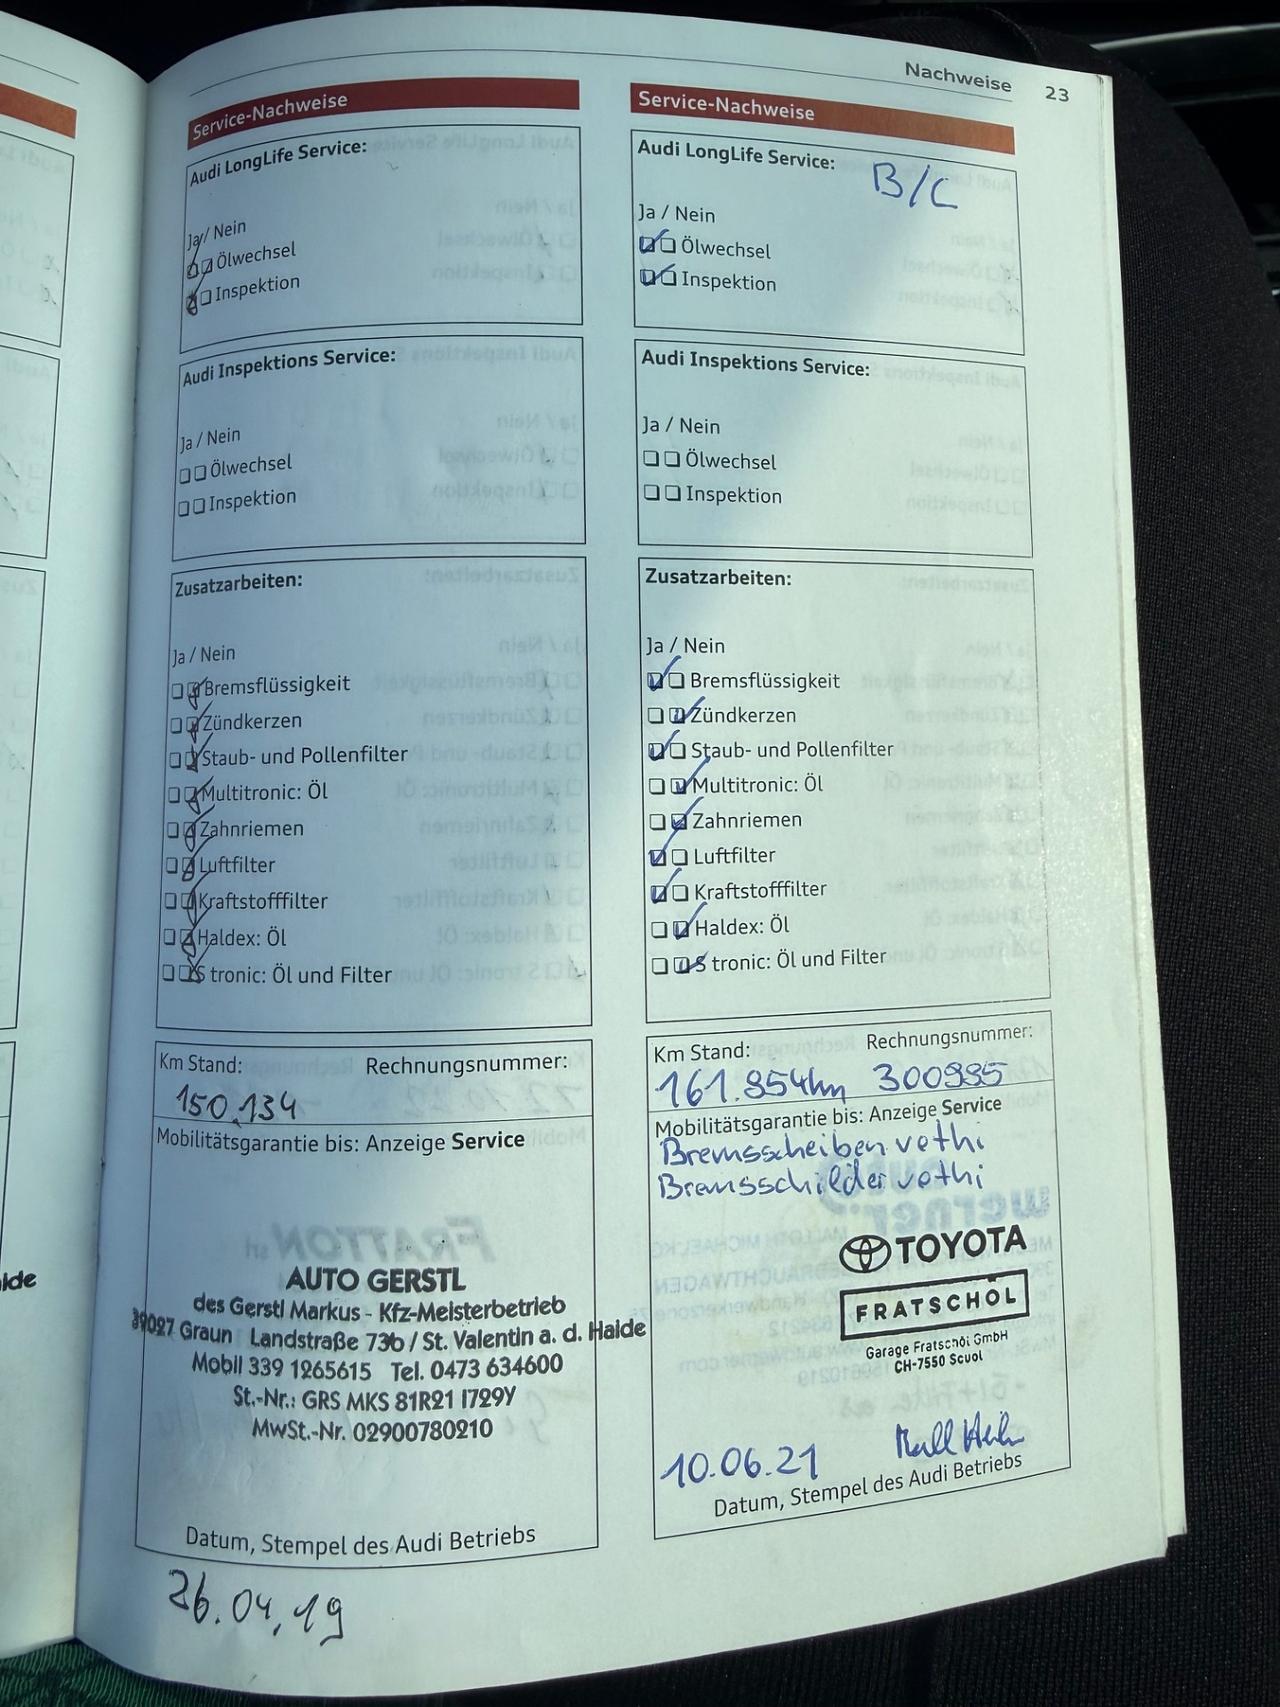 Nachweise 23
Service-Nachweise
Audi LongLife Service:
Ja / Nein
Ölwechsel
Inspektion
Audi Inspektions Service:
Ja / Nein
Ölwechsel
Inspektion
Zusatzarbeiten:
Ja / Nein
Bremsflüssigkeit
Zündkerzen
Staub- und Pollenfilter
Multitronic: Öl
Zahnriemen
Luftfilter
Kraftstofffilter
Haldex: Öl
S tronic: Öl und Filter
Km Stand: Rechnungsnummer:
150.134
Mobilitätsgarantie bis: Anzeige Service
AUTO GERSTL
des Gerstl Markus - Kfz-Meisterbetrieb
39027 Graun Landstraße 73b / St. Valentin a. d. Haide
Mobil 339 1265615 Tel. 0473 634600
St.-Nr.: GRS MKS 81R21 I729Y
MwSt.-Nr. 02900780210
Datum, Stempel des Audi Betriebs
26.04.19
Service-Nachweise
Audi LongLife Service:
B/C
Ja / Nein
Ölwechsel
Inspektion
Audi Inspektions Service:
Ja / Nein
Ölwechsel
Inspektion
Zusatzarbeiten:
Ja / Nein
Bremsflüssigkeit
Zündkerzen
Staub- und Pollenfilter
Multitronic: Öl
Zahnriemen
Luftfilter
Kraftstofffilter
Haldex: Öl
S tronic: Öl und Filter
Km Stand: Rechnungsnummer:
161.854km 300985
Mobilitätsgarantie bis: Anzeige Service
Bremsscheiben vothi
Bremsschilder vothi
TOYOTA
FRATSCHÖL
Garage Fratschöl GmbH
CH-7550 Scuol
10.06.21
Datum, Stempel des Audi Betriebs